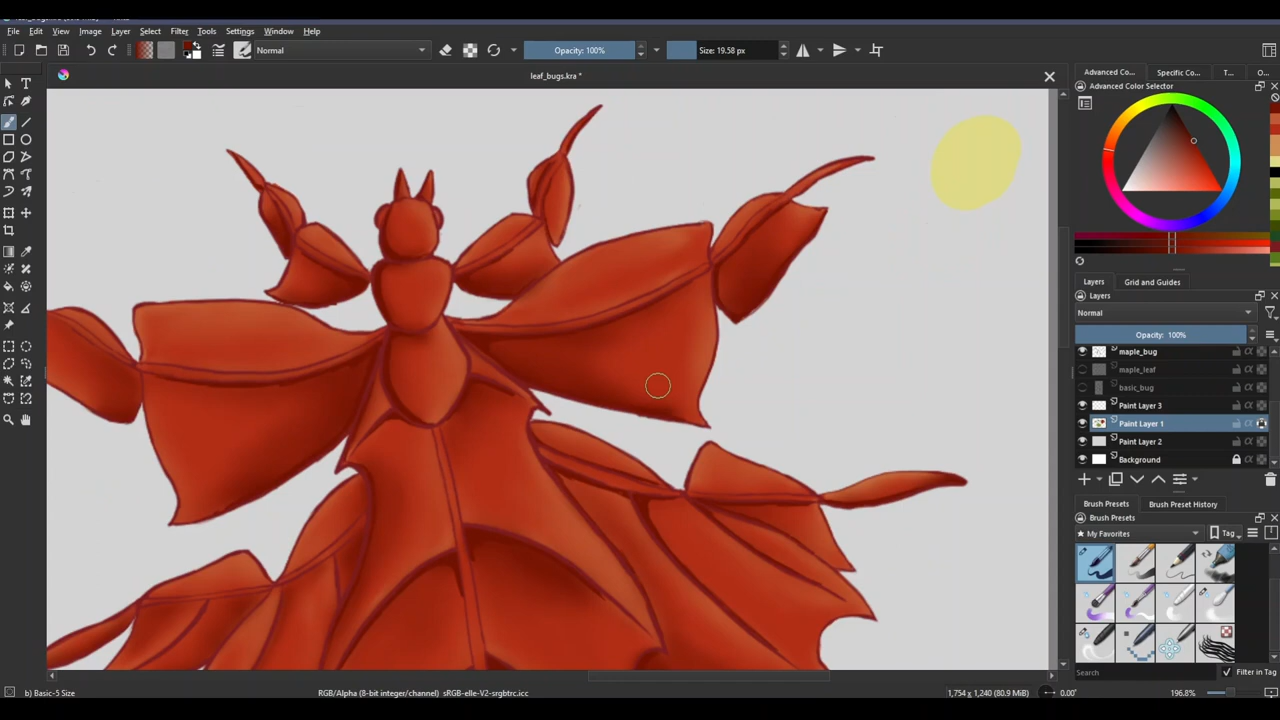 File Edit View Image Layer Select Filter Tools Settings Window Help
Normal Opacity: 100% Size: 19.58 px
leaf_bugs.kra *
Advanced Co... Specific Co... T... O...
Advanced Color Selector
Layers Grid and Guides
Layers
Normal
Opacity: 100%
maple_bug
maple_leaf
basic_bug
Paint Layer 3
Paint Layer 1
Paint Layer 2
Background
Brush Presets Brush Preset History
Brush Presets
My Favorites Tag
Search Filter in Tag
b) Basic-5 Size RGB/Alpha (8-bit integer/channel) sRGB-elle-V2-srgbtrc.icc 1,754 x 1,240 (80.9 MiB) 0.00° 196.8%